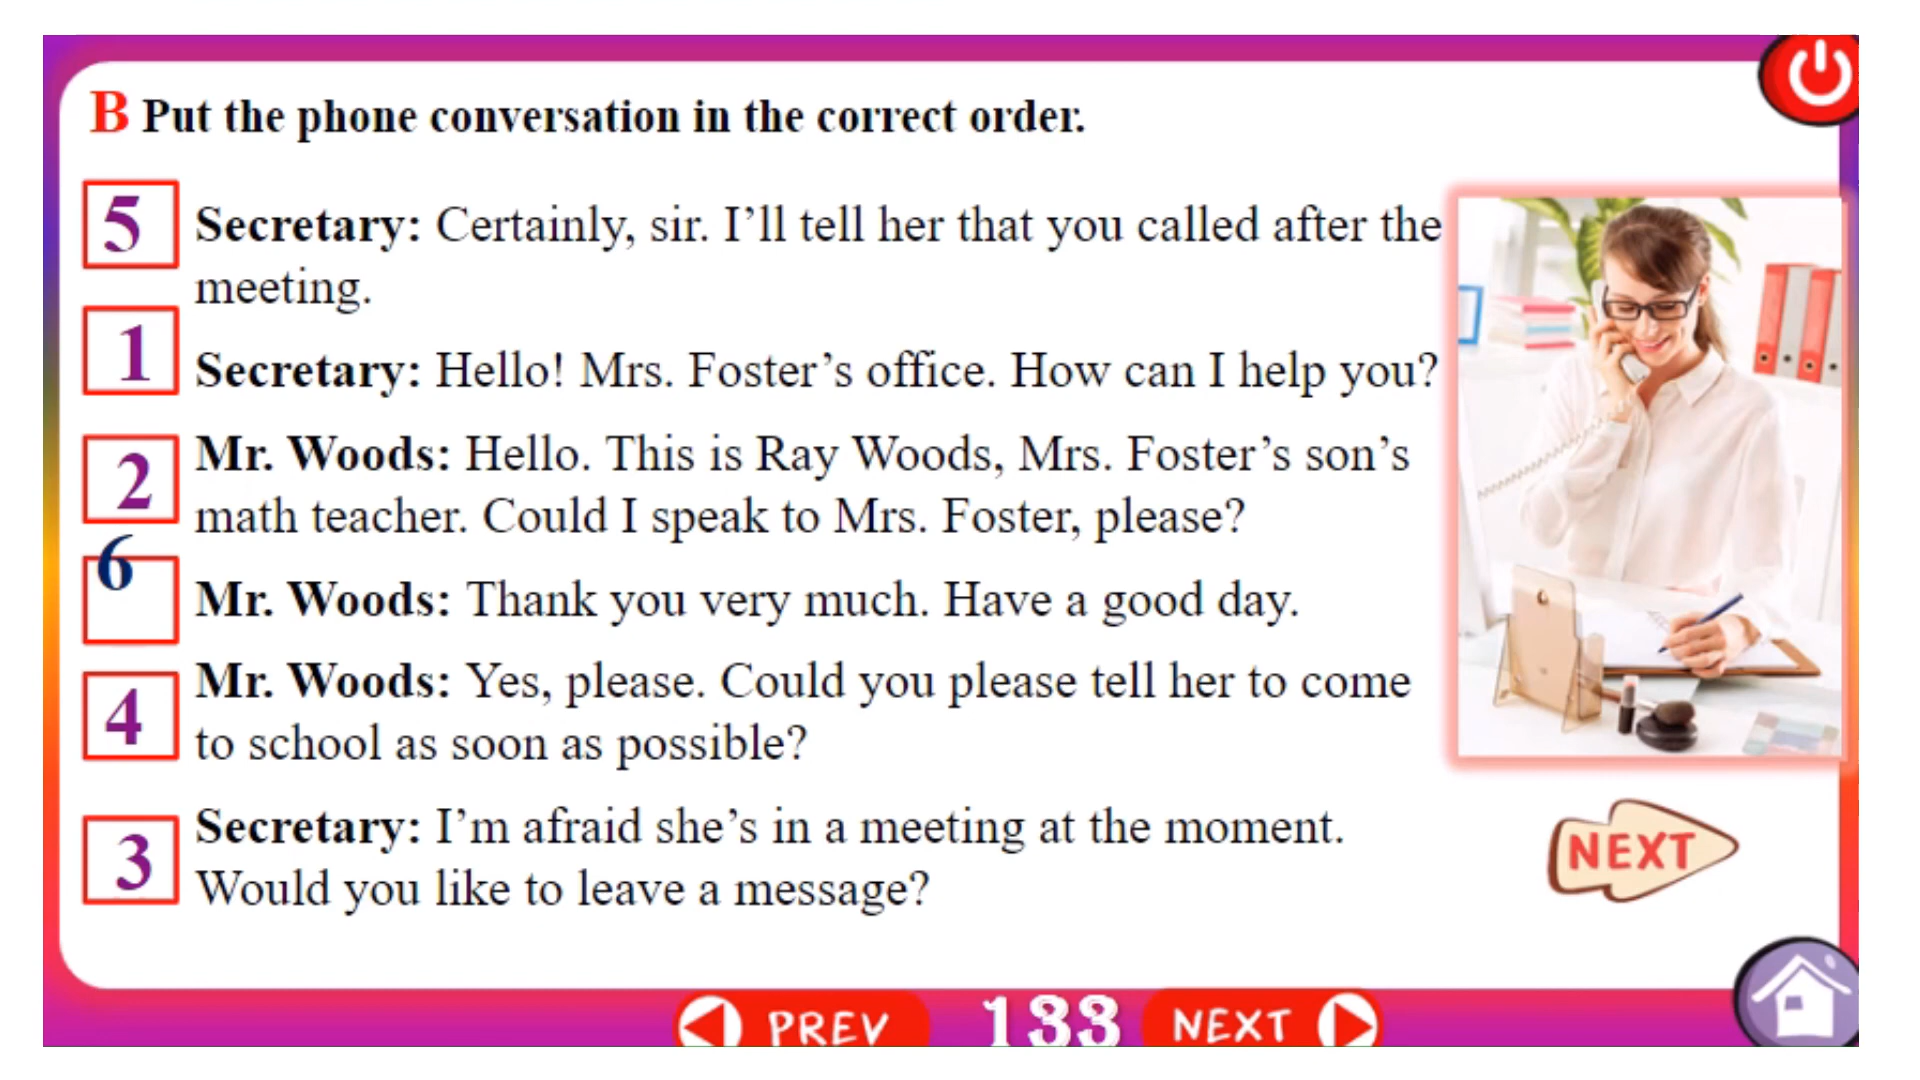 B Put the phone conversation in the correct order.
5 Secretary: Certainly, sir. I’ll tell her that you called after the
meeting.
1 Secretary: Hello! Mrs. Foster’s office. How can I help you?
2 Mr. Woods: Hello. This is Ray Woods, Mrs. Foster’s son’s
math teacher. Could I speak to Mrs. Foster, please?
6 Mr. Woods: Thank you very much. Have a good day.
4 Mr. Woods: Yes, please. Could you please tell her to come
to school as soon as possible?
3 Secretary: I’m afraid she’s in a meeting at the moment.
Would you like to leave a message?
NEXT
PREV 133 NEXT